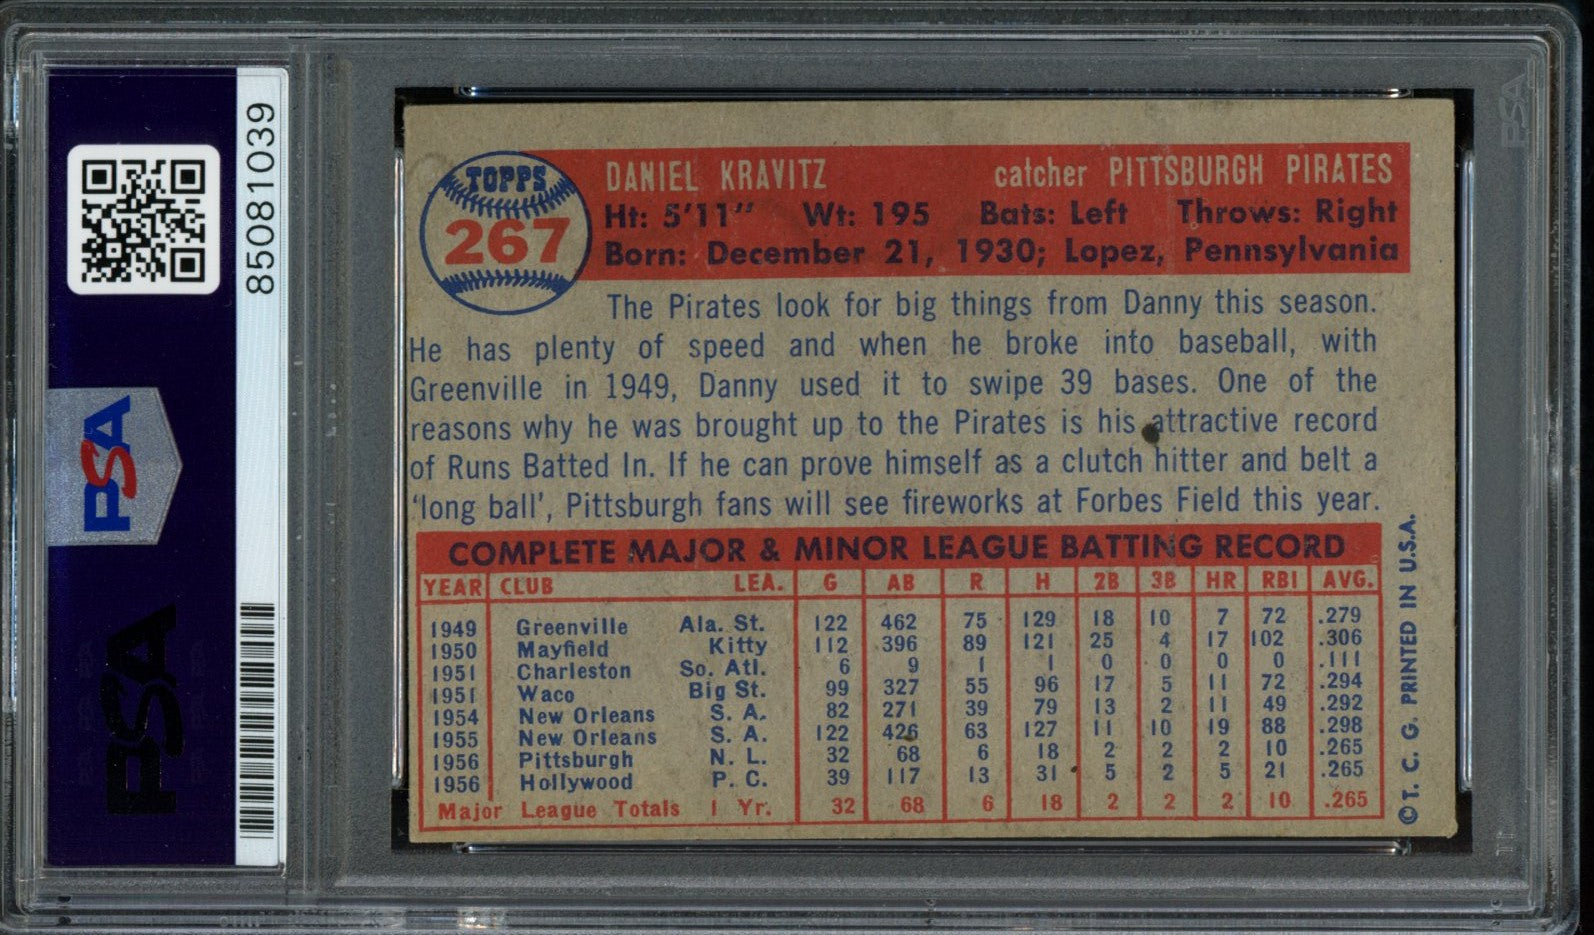 85081039
PSA
PSA
PSA
TOPPS
267
DANIEL KRAVITZ catcher PITTSBURGH PIRATES
Ht: 5'11" Wt: 195 Bats: Left Throws: Right
Born: December 21, 1930; Lopez, Pennsylvania
The Pirates look for big things from Danny this season.
He has plenty of speed and when he broke into baseball, with
Greenville in 1949, Danny used it to swipe 39 bases. One of the
reasons why he was brought up to the Pirates is his attractive record
of Runs Batted In. If he can prove himself as a clutch hitter and belt a
'long ball', Pittsburgh fans will see fireworks at Forbes Field this year.
COMPLETE MAJOR & MINOR LEAGUE BATTING RECORD
YEAR CLUB LEA. G AB R H 2B 3B HR RBI AVG.
1949 Greenville Ala. St. 122 462 75 129 18 10 7 72 .279
1950 Mayfield Kitty 112 396 89 121 25 4 17 102 .306
1951 Charleston So. Atl. 6 9 1 1 0 0 0 0 .111
1951 Waco Big St. 99 327 55 96 17 5 11 72 .294
1954 New Orleans S. A. 82 271 39 79 13 2 11 49 .292
1955 New Orleans S. A. 122 426 63 127 11 10 19 88 .298
1956 Pittsburgh N. L. 32 68 6 18 2 2 2 10 .265
1956 Hollywood P. C. 39 117 13 31 5 2 5 21 .265
Major League Totals 1 Yr. 32 68 6 18 2 2 2 10 .265
©T. C. G. PRINTED IN U.S.A.